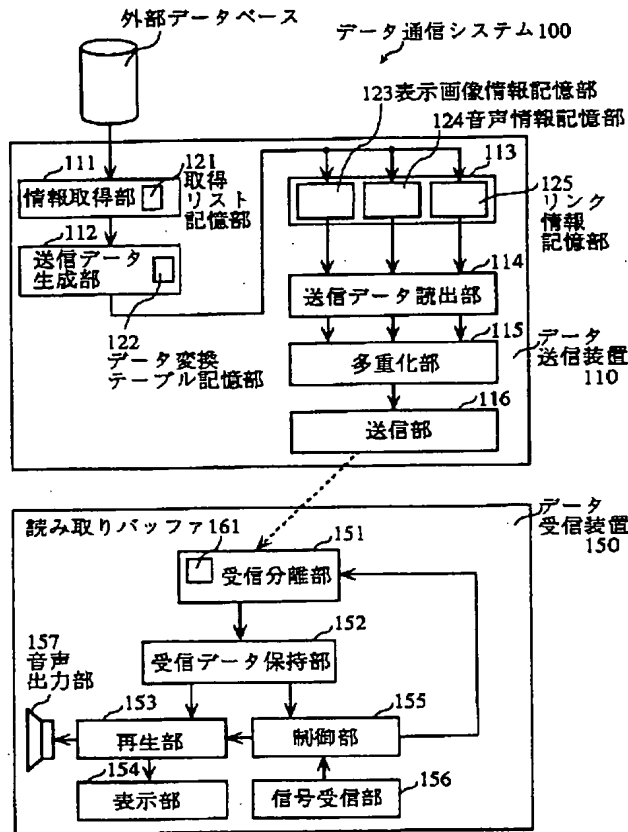 外部データベース
データ通信システム100
123表示画像情報記憶部
124音声情報記憶部
111
情報取得部
121
取得
リスト
記憶部
113
125
リンク
情報
記憶部
112
送信データ
生成部
122
データ変換
テーブル記憶部
114
送信データ読出部
115
多重化部
データ
送信装置
110
116
送信部
データ
受信装置
150
読み取りバッファ161
151
受信分離部
152
受信データ保持部
157
音声
出力部
153
再生部
155
制御部
154
表示部
156
信号受信部